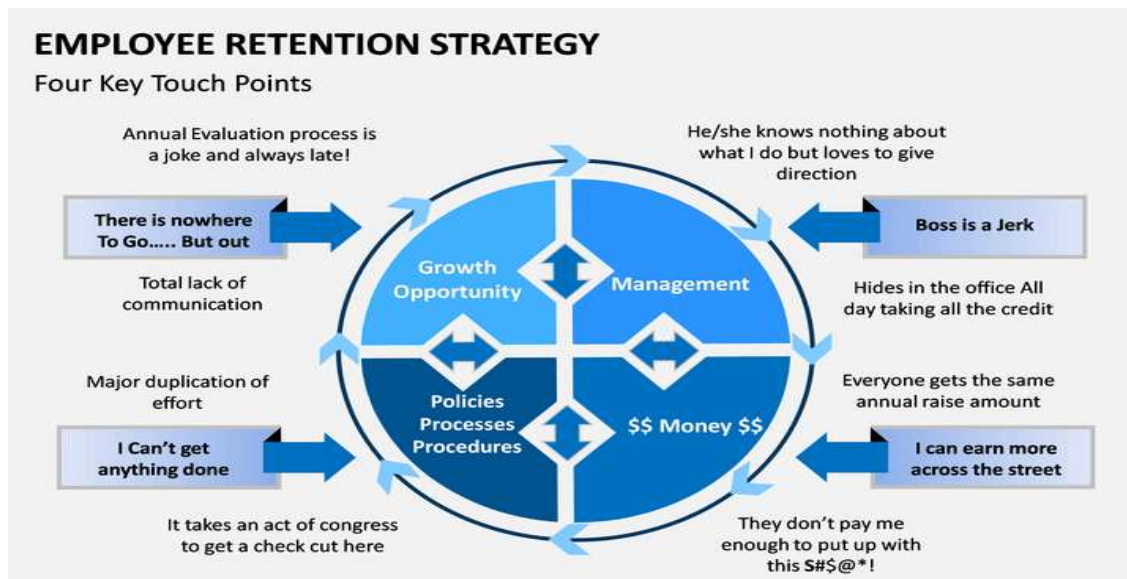 EMPLOYEE RETENTION STRATEGY
Four Key Touch Points
Annual Evaluation process is
a joke and always late!
There is nowhere
To Go..... But out
Total lack of
communication
He/she knows nothing about
what I do but loves to give
direction
Boss is a Jerk
Hides in the office All
day taking all the credit
Growth
Opportunity
Management
Policies
Processes
Procedures
$$ Money $$
Major duplication of
effort
I Can't get
anything done
It takes an act of congress
to get a check cut here
Everyone gets the same
annual raise amount
I can earn more
across the street
They don't pay me
enough to put up with
this S#$@*!